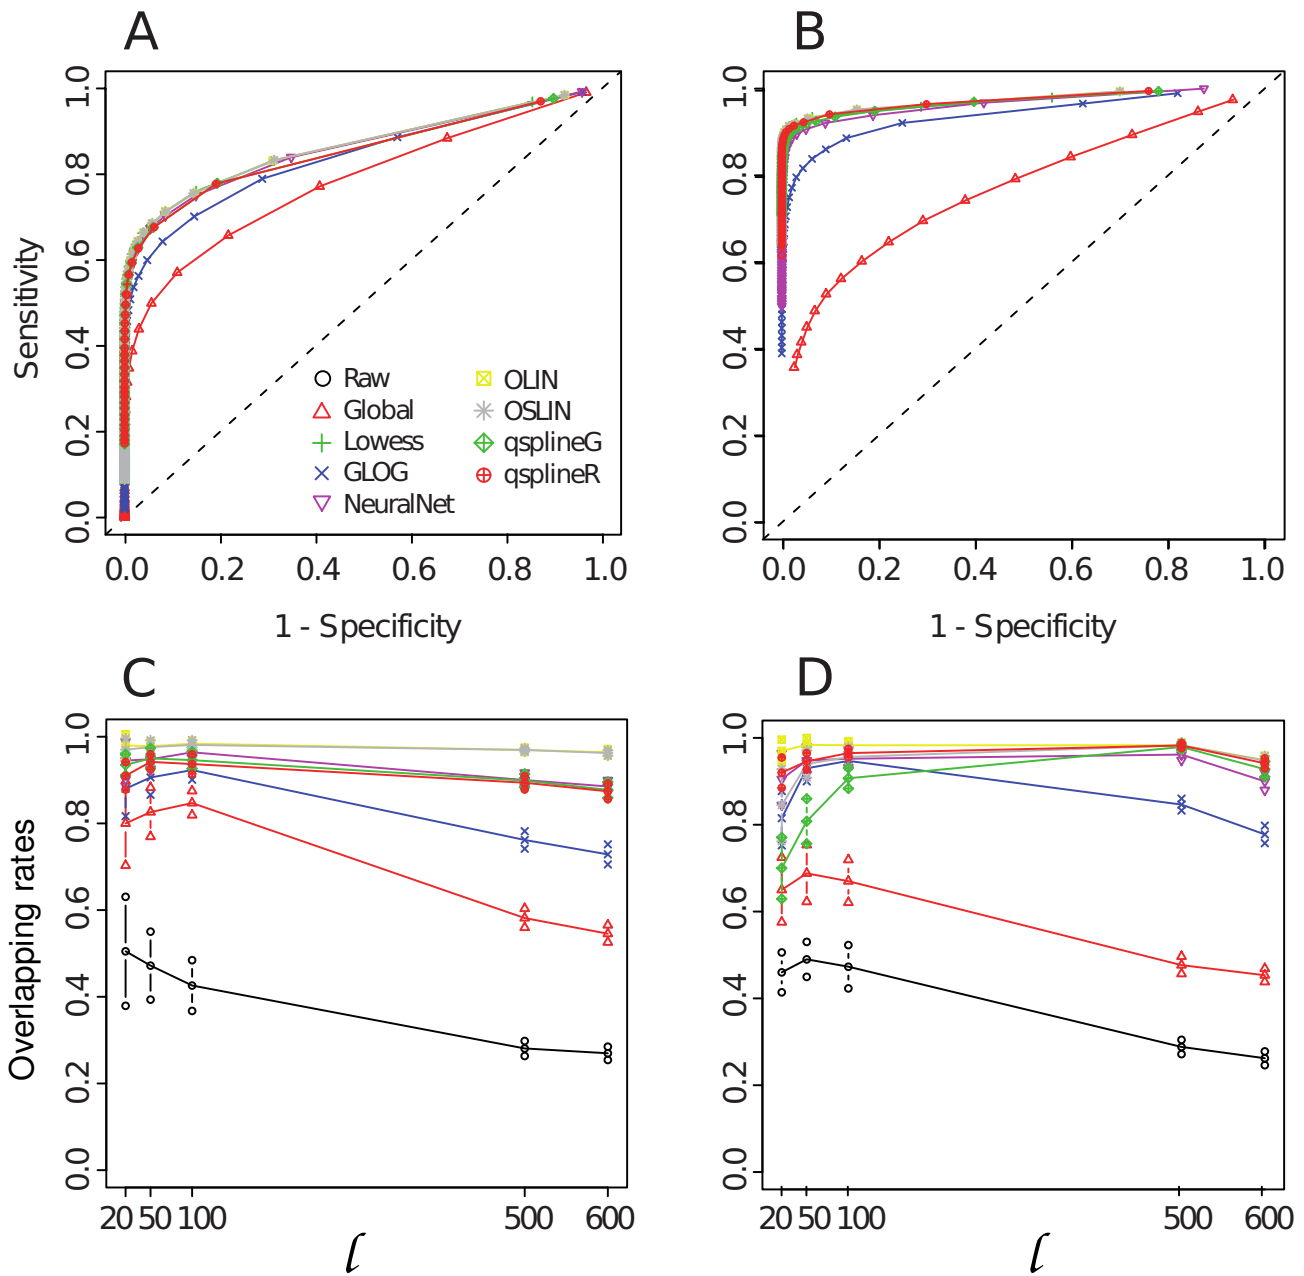 A
B
1.0
0.8
0.6
0.4
0.2
0.0
Sensitivity
Raw
Global
Lowess
GLOG
NeuralNet
OLIN
OSLIN
qsplineG
qsplineR
0.0 0.2 0.4 0.6 0.8 1.0
1 - Specificity
1.0
0.8
0.6
0.4
0.2
0.0
0.0 0.2 0.4 0.6 0.8 1.0
1 - Specificity
C
D
1.0
0.8
0.6
0.4
0.2
0.0
Overlapping rates
20 50 100 500 600
l
1.0
0.8
0.6
0.4
0.2
0.0
20 50 100 500 600
l